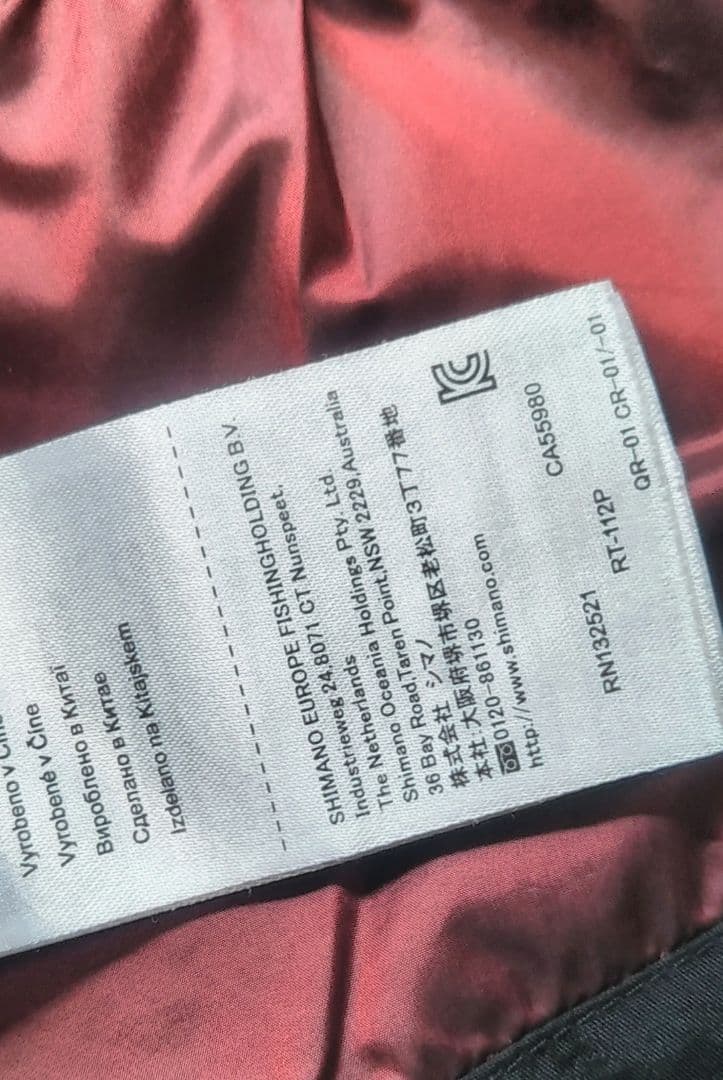 Vyrobeno v Číně
Vyrobené v Číne
Вироблено в Китаї
Сделано в Китае
Izdelano na Kitajskem
SHIMANO EUROPE FISHINGHOLDING B.V.
Industrieweg 24,8071 CT Nunspeet,
The Netherlands
Shimano Oceania Holdings Pty. Ltd.
36 Bay Road,Taren Point,NSW 2229,Australia
株式会社 シマノ
本社:大阪府堺市堺区老松町3丁77番地
0120-861130
http://www.shimano.com
CA55980
RN132521
RT-112P
QR-01 CR-01/-01